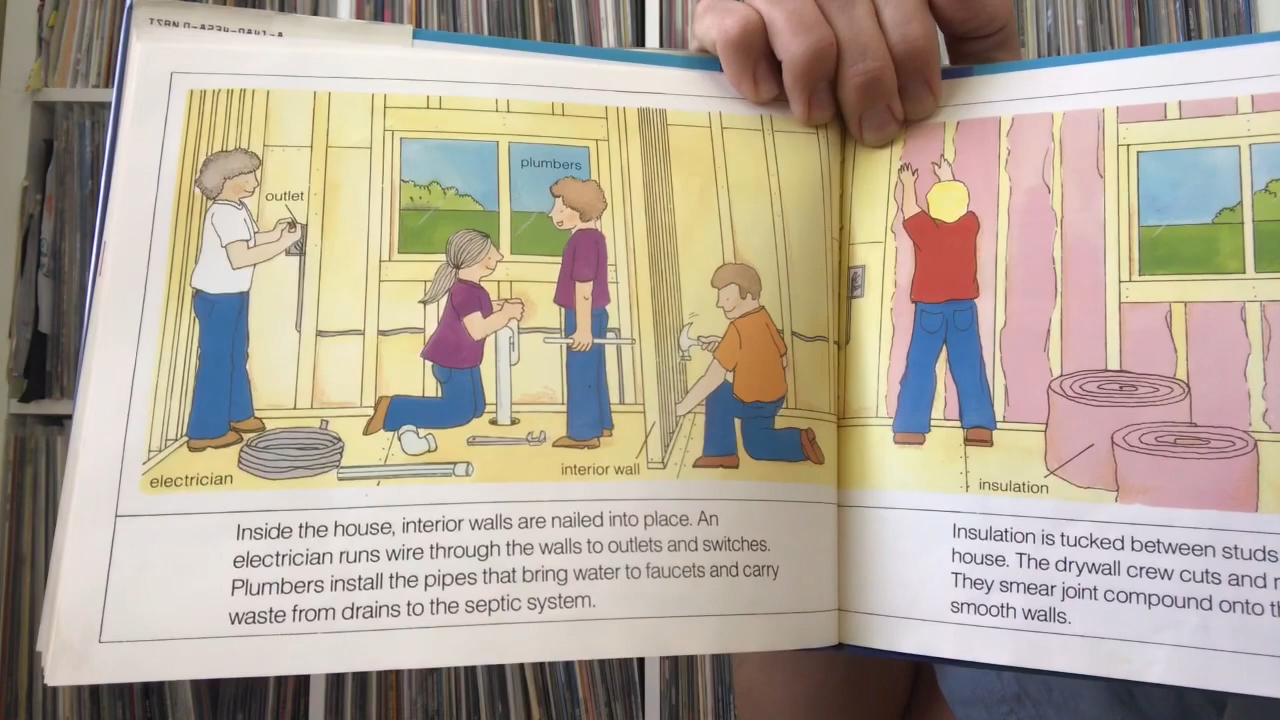 outlet
plumbers
electrician
interior wall
Inside the house, interior walls are nailed into place. An
electrician runs wire through the walls to outlets and switches.
Plumbers install the pipes that bring water to faucets and carry
waste from drains to the septic system.
insulation
Insulation is tucked between studs
house. The drywall crew cuts and
They smear joint compound onto
smooth walls.